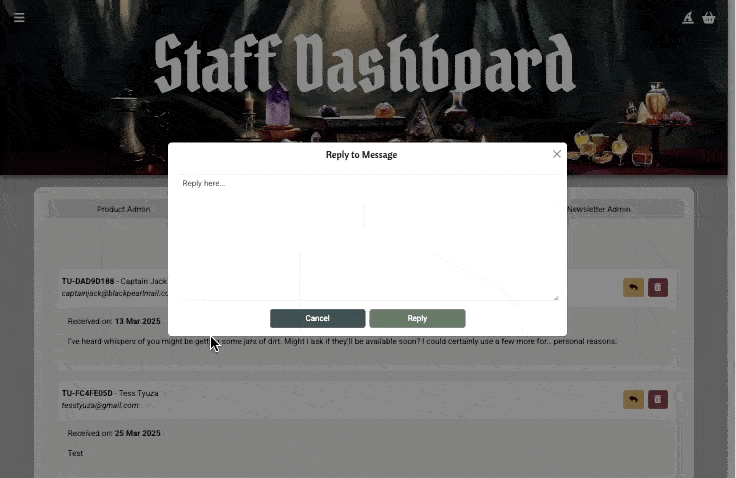 Staff Dashboard
Reply to Message
Reply here...
Product Admin
Newsletter Admin
Cancel
Reply
TU-DAD9D186 - Captain Jack
captainjack@blackpearlmail.co
Received on: 13 Mar 2025
I've heard whispers of you might be gett some jars of dirt. Might I ask if they'll be available soon? I could certainly use a few more for... personal reasons.
TU-FC4FE05D - Tess Tyuza
tesstyuza@gmail.com
Received on: 25 Mar 2025
Test